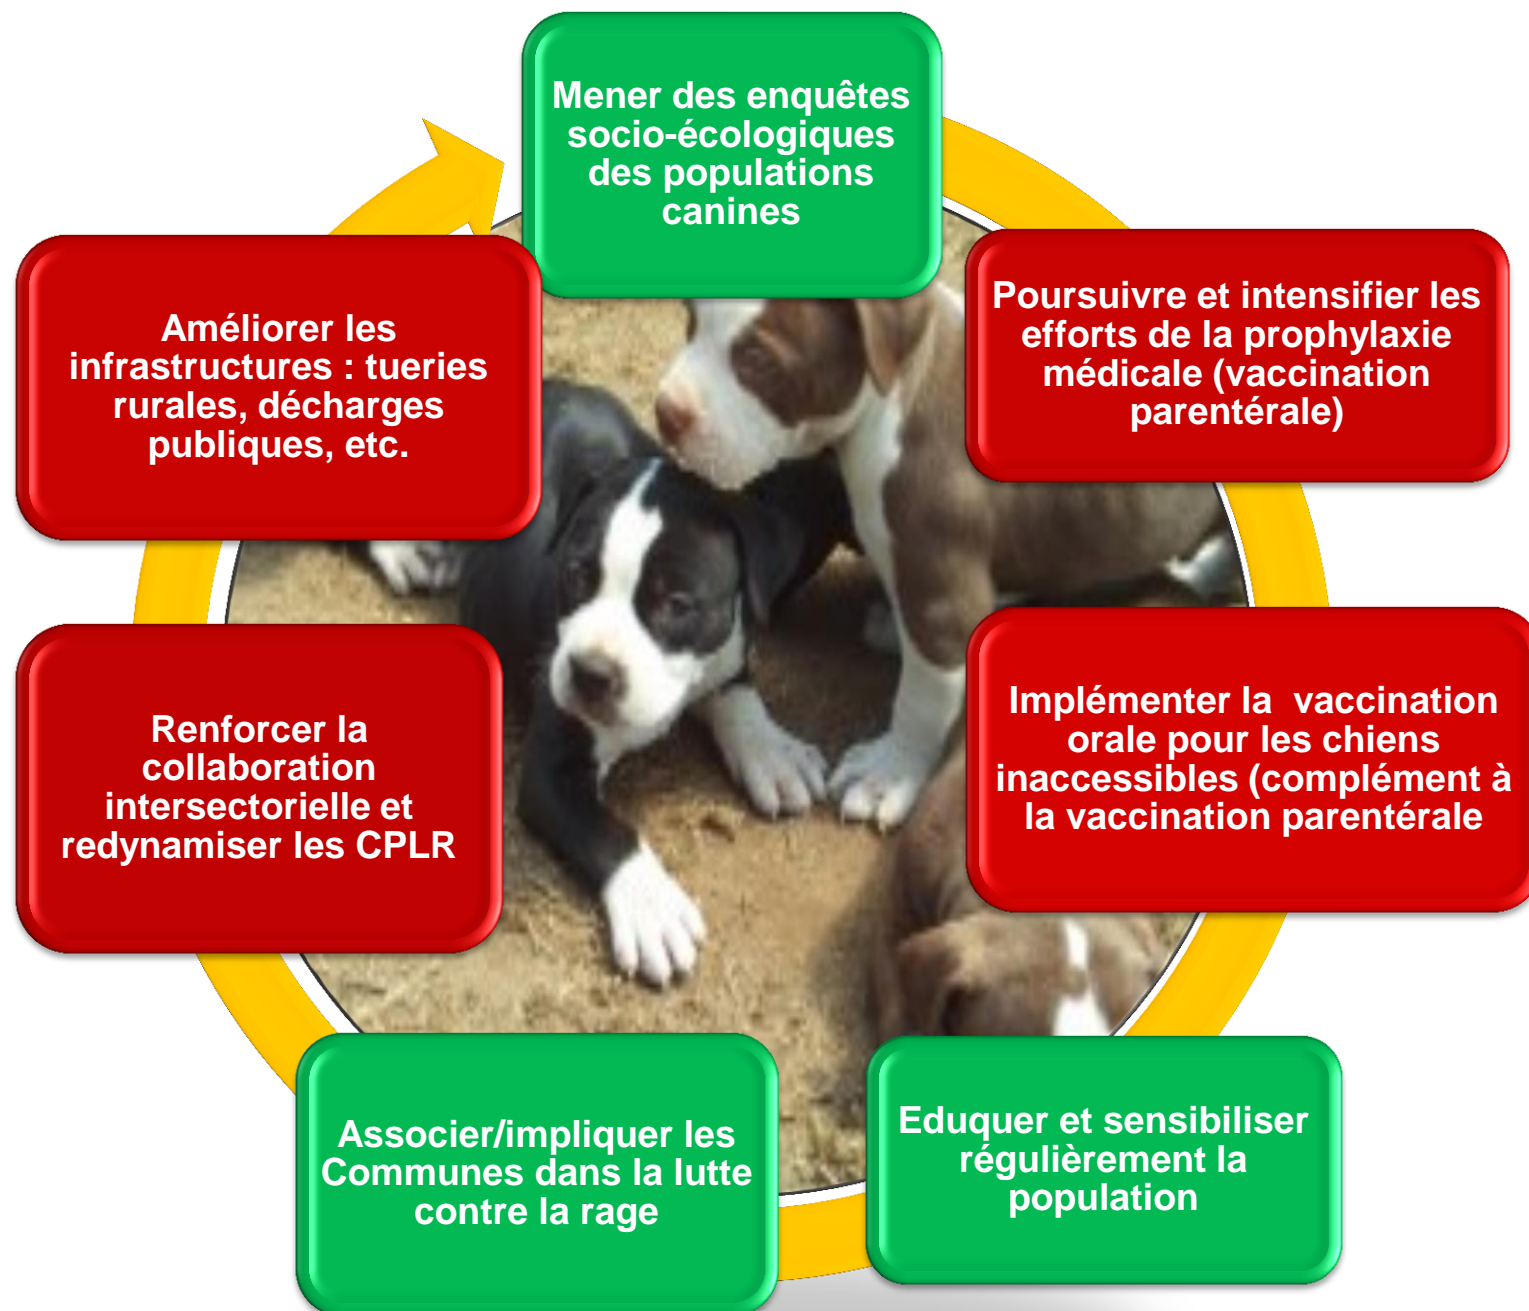 Mener des enquêtes
socio-écologiques
des populations
canines
Poursuivre et intensifier les
efforts de la prophylaxie
médicale (vaccination
parentérale)
Implémenter la  vaccination
orale pour les chiens
inaccessibles (complément à
la vaccination parentérale
Eduquer et sensibiliser
régulièrement la
population
Associer/impliquer les
Communes dans la lutte
contre la rage
Renforcer la
collaboration
intersectorielle et
redynamiser les CPLR
Améliorer les
infrastructures : tueries
rurales, décharges
publiques, etc.